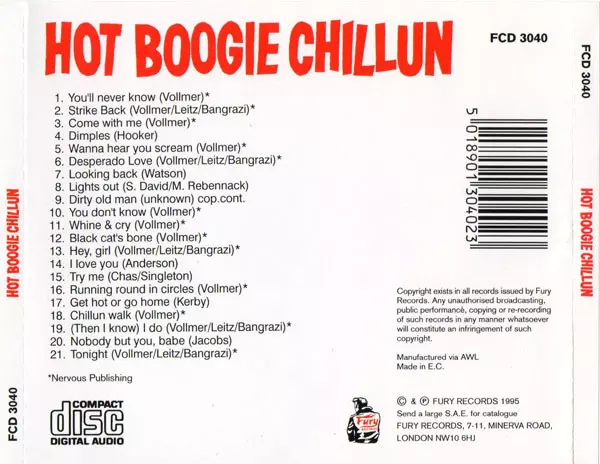 HOT BOOGIE CHILLUN
FCD 3040
1. You'll never know (Vollmer)*
2. Strike Back (Vollmer/Leitz/Bangrazi)*
3. Come with me (Vollmer)*
4. Dimples (Hooker)
5. Wanna hear you scream (Vollmer)*
6. Desperado Love (Vollmer/Leitz/Bangrazi)*
7. Looking back (Watson)
8. Lights out (S. David/M. Rebennack)
9. Dirty old man (unknown) cop.cont.
10. You don't know (Vollmer)*
11. Whine & cry (Vollmer)*
12. Black cat's bone (Vollmer)*
13. Hey, girl (Vollmer/Leitz/Bangrazi)*
14. I love you (Anderson)
15. Try me (Chas/Singleton)
16. Running round in circles (Vollmer)*
17. Get hot or go home (Kerby)
18. Chillun walk (Vollmer)*
19. (Then I know) I do (Vollmer/Leitz/Bangrazi)*
20. Nobody but you, babe (Jacobs)
21. Tonight (Vollmer/Leitz/Bangrazi)*
*Nervous Publishing
COMPACT
disc
DIGITAL AUDIO
5 018901 304023
Copyright exists in all records issued by Fury
Records. Any unauthorised broadcasting,
public performance, copying or re-recording
of such records in any manner whatsoever
will constitute an infringement of such
copyright.
Manufactured via AWL
Made in E.C.
Fury
© & ℗ FURY RECORDS 1995
Send a large S.A.E. for catalogue
FURY RECORDS, 7-11, MINERVA ROAD,
LONDON NW10 6HJ
HOT BOOGIE CHILLUN
FCD 3040
FCD 3040
HOT BOOGIE CHILLUN